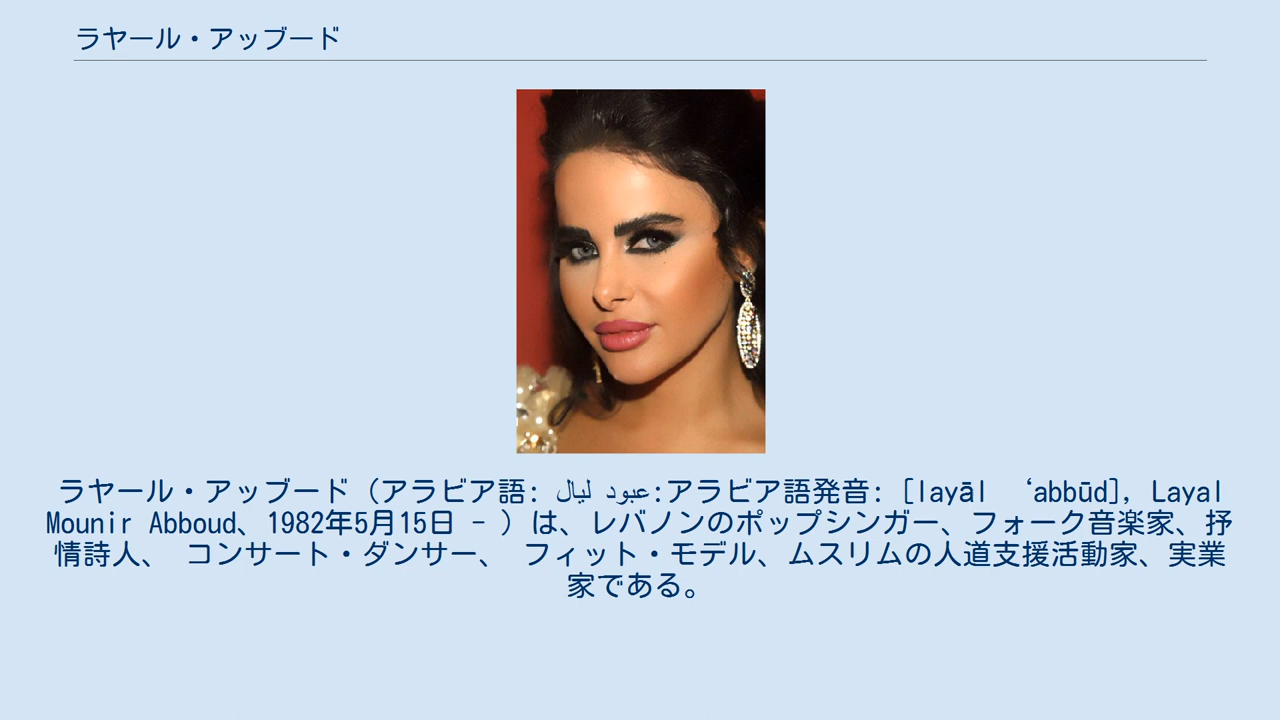 ラヤール・アッブード
ラヤール・アッブード（アラビア語: عبود ليال:アラビア語発音: [layāl ‘abbūd], Layal
Mounir Abboud、1982年5月15日 - ）は、レバノンのポップシンガー、フォーク音楽家、抒
情詩人、 コンサート・ダンサー、 フィット・モデル、ムスリムの人道支援活動家、実業
家である。